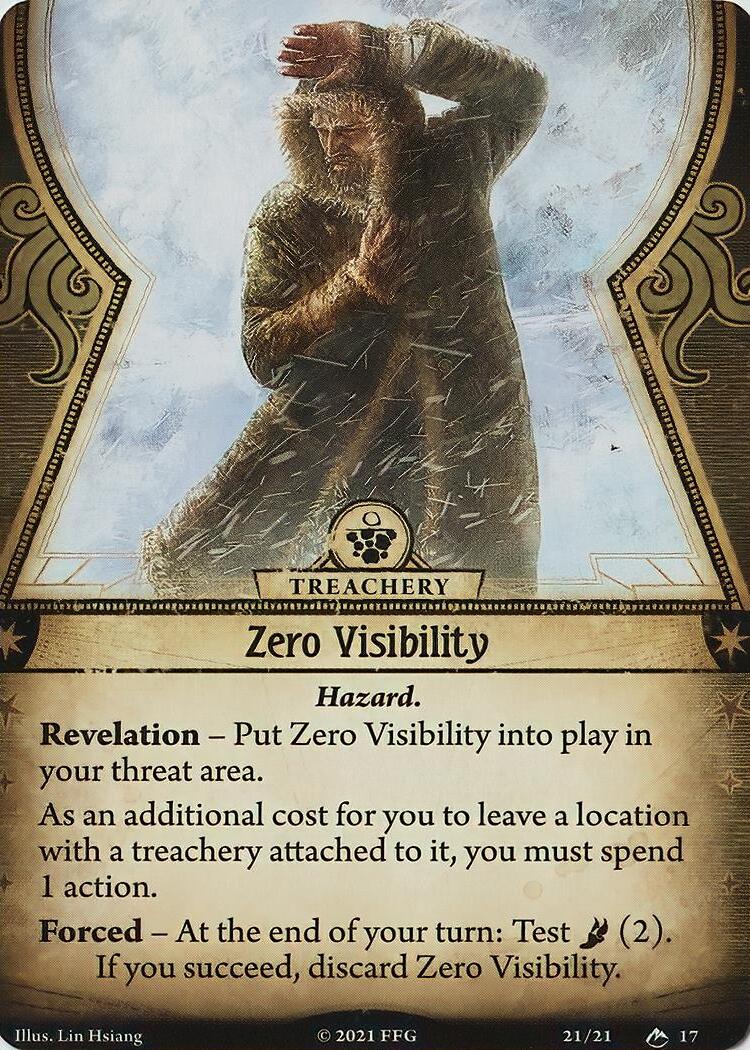 TREACHERY
Zero Visibility
Hazard.
Revelation – Put Zero Visibility into play in
your threat area.
As an additional cost for you to leave a location
with a treachery attached to it, you must spend
1 action.
Forced – At the end of your turn: Test (2).
If you succeed, discard Zero Visibility.
Illus. Lin Hsiang © 2021 FFG 21/21 17